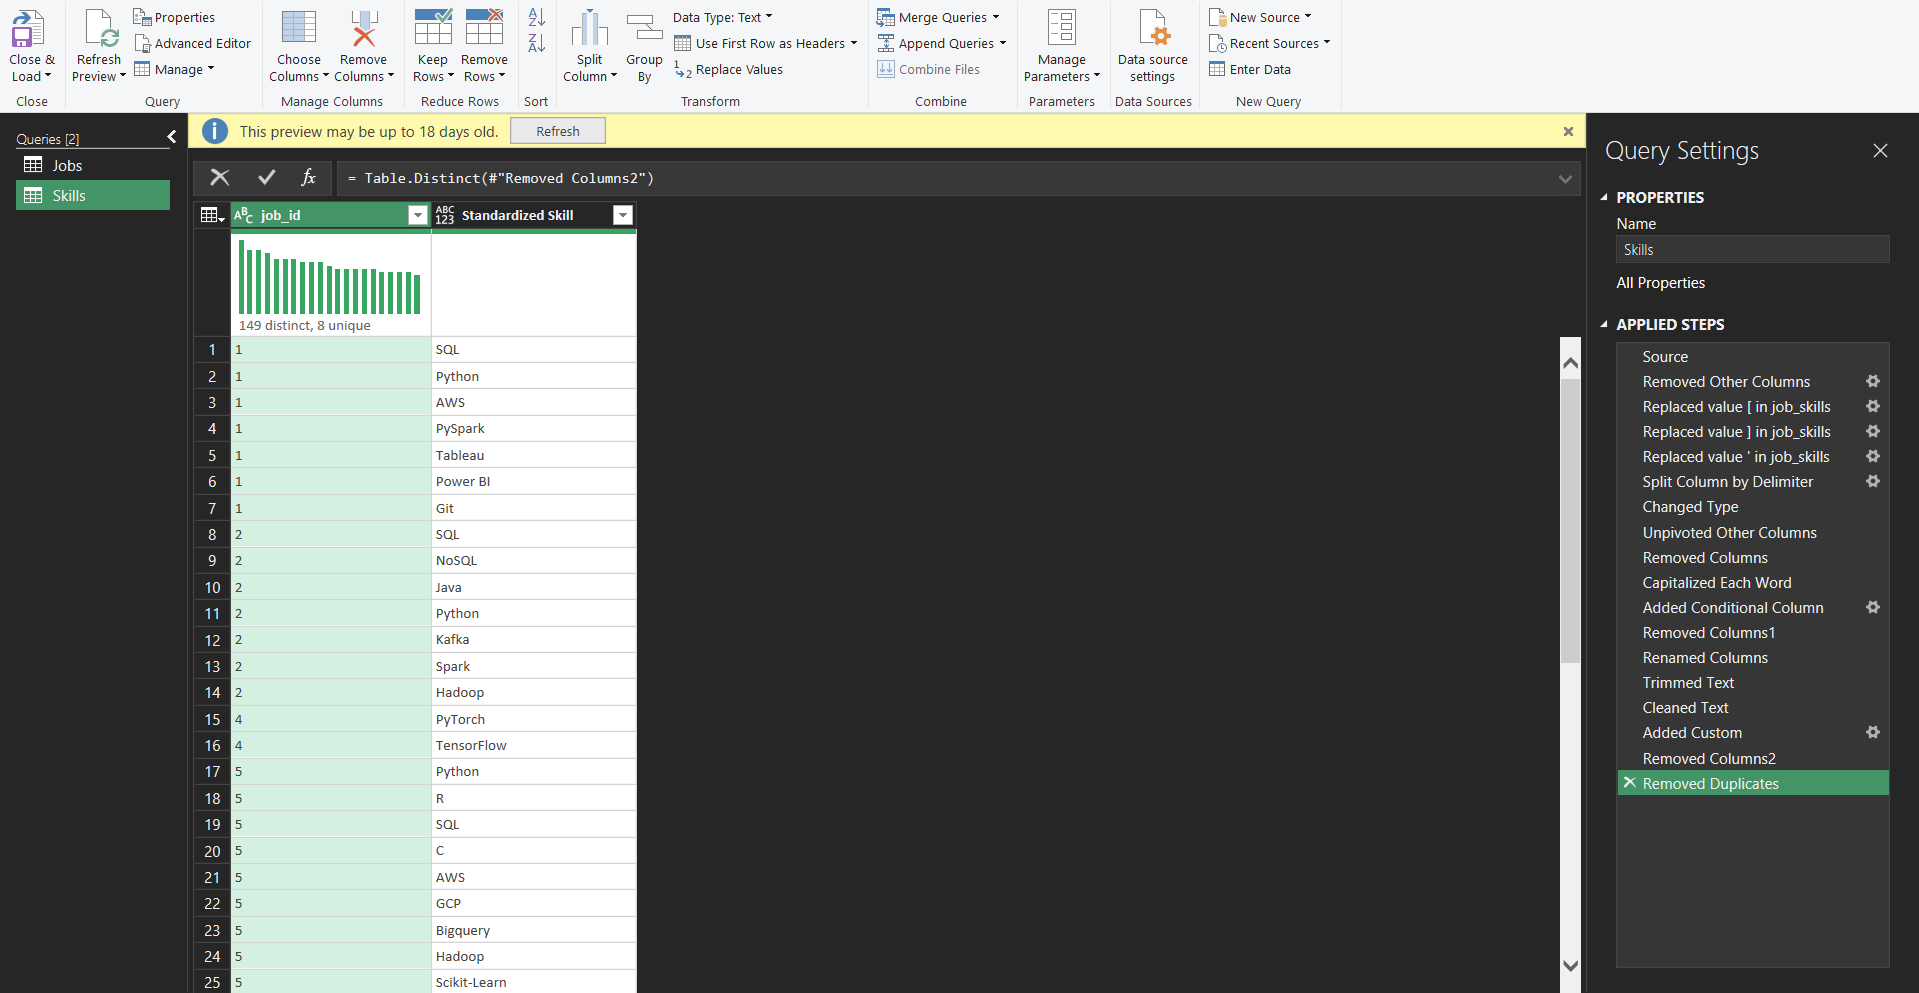 Close & Load
Close
Refresh Preview
Properties
Advanced Editor
Manage
Query
Choose Columns
Remove Columns
Manage Columns
Keep Rows
Remove Rows
Reduce Rows
A
Z
Z
A
Sort
Split Column
Group By
Data Type: Text
Use First Row as Headers
1
2
Replace Values
Transform
Merge Queries
Append Queries
Combine Files
Combine
Manage Parameters
Parameters
Data source settings
Data Sources
New Source
Recent Sources
Enter Data
New Query
Queries [2]
Jobs
Skills
This preview may be up to 18 days old.
Refresh
fx
= Table.Distinct(#"Removed Columns2")
ABC job_id
ABC 123 Standardized Skill
149 distinct, 8 unique
1 1 SQL
2 1 Python
3 1 AWS
4 1 PySpark
5 1 Tableau
6 1 Power BI
7 1 Git
8 2 SQL
9 2 NoSQL
10 2 Java
11 2 Python
12 2 Kafka
13 2 Spark
14 2 Hadoop
15 4 PyTorch
16 4 TensorFlow
17 5 Python
18 5 R
19 5 SQL
20 5 C
21 5 AWS
22 5 GCP
23 5 Bigquery
24 5 Hadoop
25 5 Scikit-Learn
Query Settings
PROPERTIES
Name
Skills
All Properties
APPLIED STEPS
Source
Removed Other Columns
Replaced value [ in job_skills
Replaced value ] in job_skills
Replaced value ' in job_skills
Split Column by Delimiter
Changed Type
Unpivoted Other Columns
Removed Columns
Capitalized Each Word
Added Conditional Column
Removed Columns1
Renamed Columns
Trimmed Text
Cleaned Text
Added Custom
Removed Columns2
Removed Duplicates